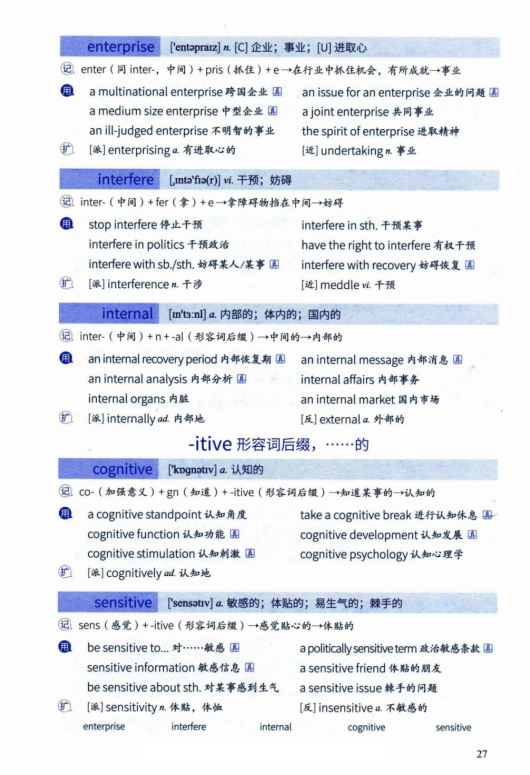 enterprise ['entəpraɪz] n. [C] 企业；事业；[U] 进取心
记 enter（同 inter-，中间）+pris（抓住）+e→在行业中抓住机会，有所成就→事业
用 a multinational enterprise 跨国企业 真 an issue for an enterprise 企业的问题 真
a medium size enterprise 中型企业 真 a joint enterprise 共同事业
an ill-judged enterprise 不明智的事业 the spirit of enterprise 进取精神
扩 [派] enterprising a. 有进取心的 [近] undertaking n. 事业
interfere [ˌɪntə'fɪə(r)] vi. 干预；妨碍
记 inter-（中间）+fer（拿）+e→拿障碍物挡在中间→妨碍
用 stop interfere 停止干预 interfere in sth. 干预某事
interfere in politics 干预政治 have the right to interfere 有权干预
interfere with sb./sth. 妨碍某人/某事 真 interfere with recovery 妨碍恢复 真
扩 [派] interference n. 干涉 [近] meddle vi. 干预
internal [ɪn'tɜːnl] a. 内部的；体内的；国内的
记 inter-（中间）+n+-al（形容词后缀）→中间的→内部的
用 an internal recovery period 内部恢复期 真 an internal message 内部消息 真
an internal analysis 内部分析 真 internal affairs 内部事务
internal organs 内脏 an internal market 国内市场
扩 [派] internally ad. 内部地 [反] external a. 外部的
-itive 形容词后缀，……的
cognitive ['kɒgnətɪv] a. 认知的
记 co-（加强意义）+gn（知道）+-itive（形容词后缀）→知道某事的→认知的
用 a cognitive standpoint 认知角度 take a cognitive break 进行认知休息 真
cognitive function 认知功能 真 cognitive development 认知发展 真
cognitive stimulation 认知刺激 真 cognitive psychology 认知心理学
扩 [派] cognitively ad. 认知地
sensitive ['sensətɪv] a. 敏感的；体贴的；易生气的；棘手的
记 sens（感觉）+-itive（形容词后缀）→感觉贴心的→体贴的
用 be sensitive to... 对……敏感 真 a politically sensitive term 政治敏感条款 真
sensitive information 敏感信息 真 a sensitive friend 体贴的朋友
be sensitive about sth. 对某事感到生气 a sensitive issue 棘手的问题
扩 [派] sensitivity n. 体贴，体恤 [反] insensitive a. 不敏感的
enterprise interfere internal cognitive sensitive
27